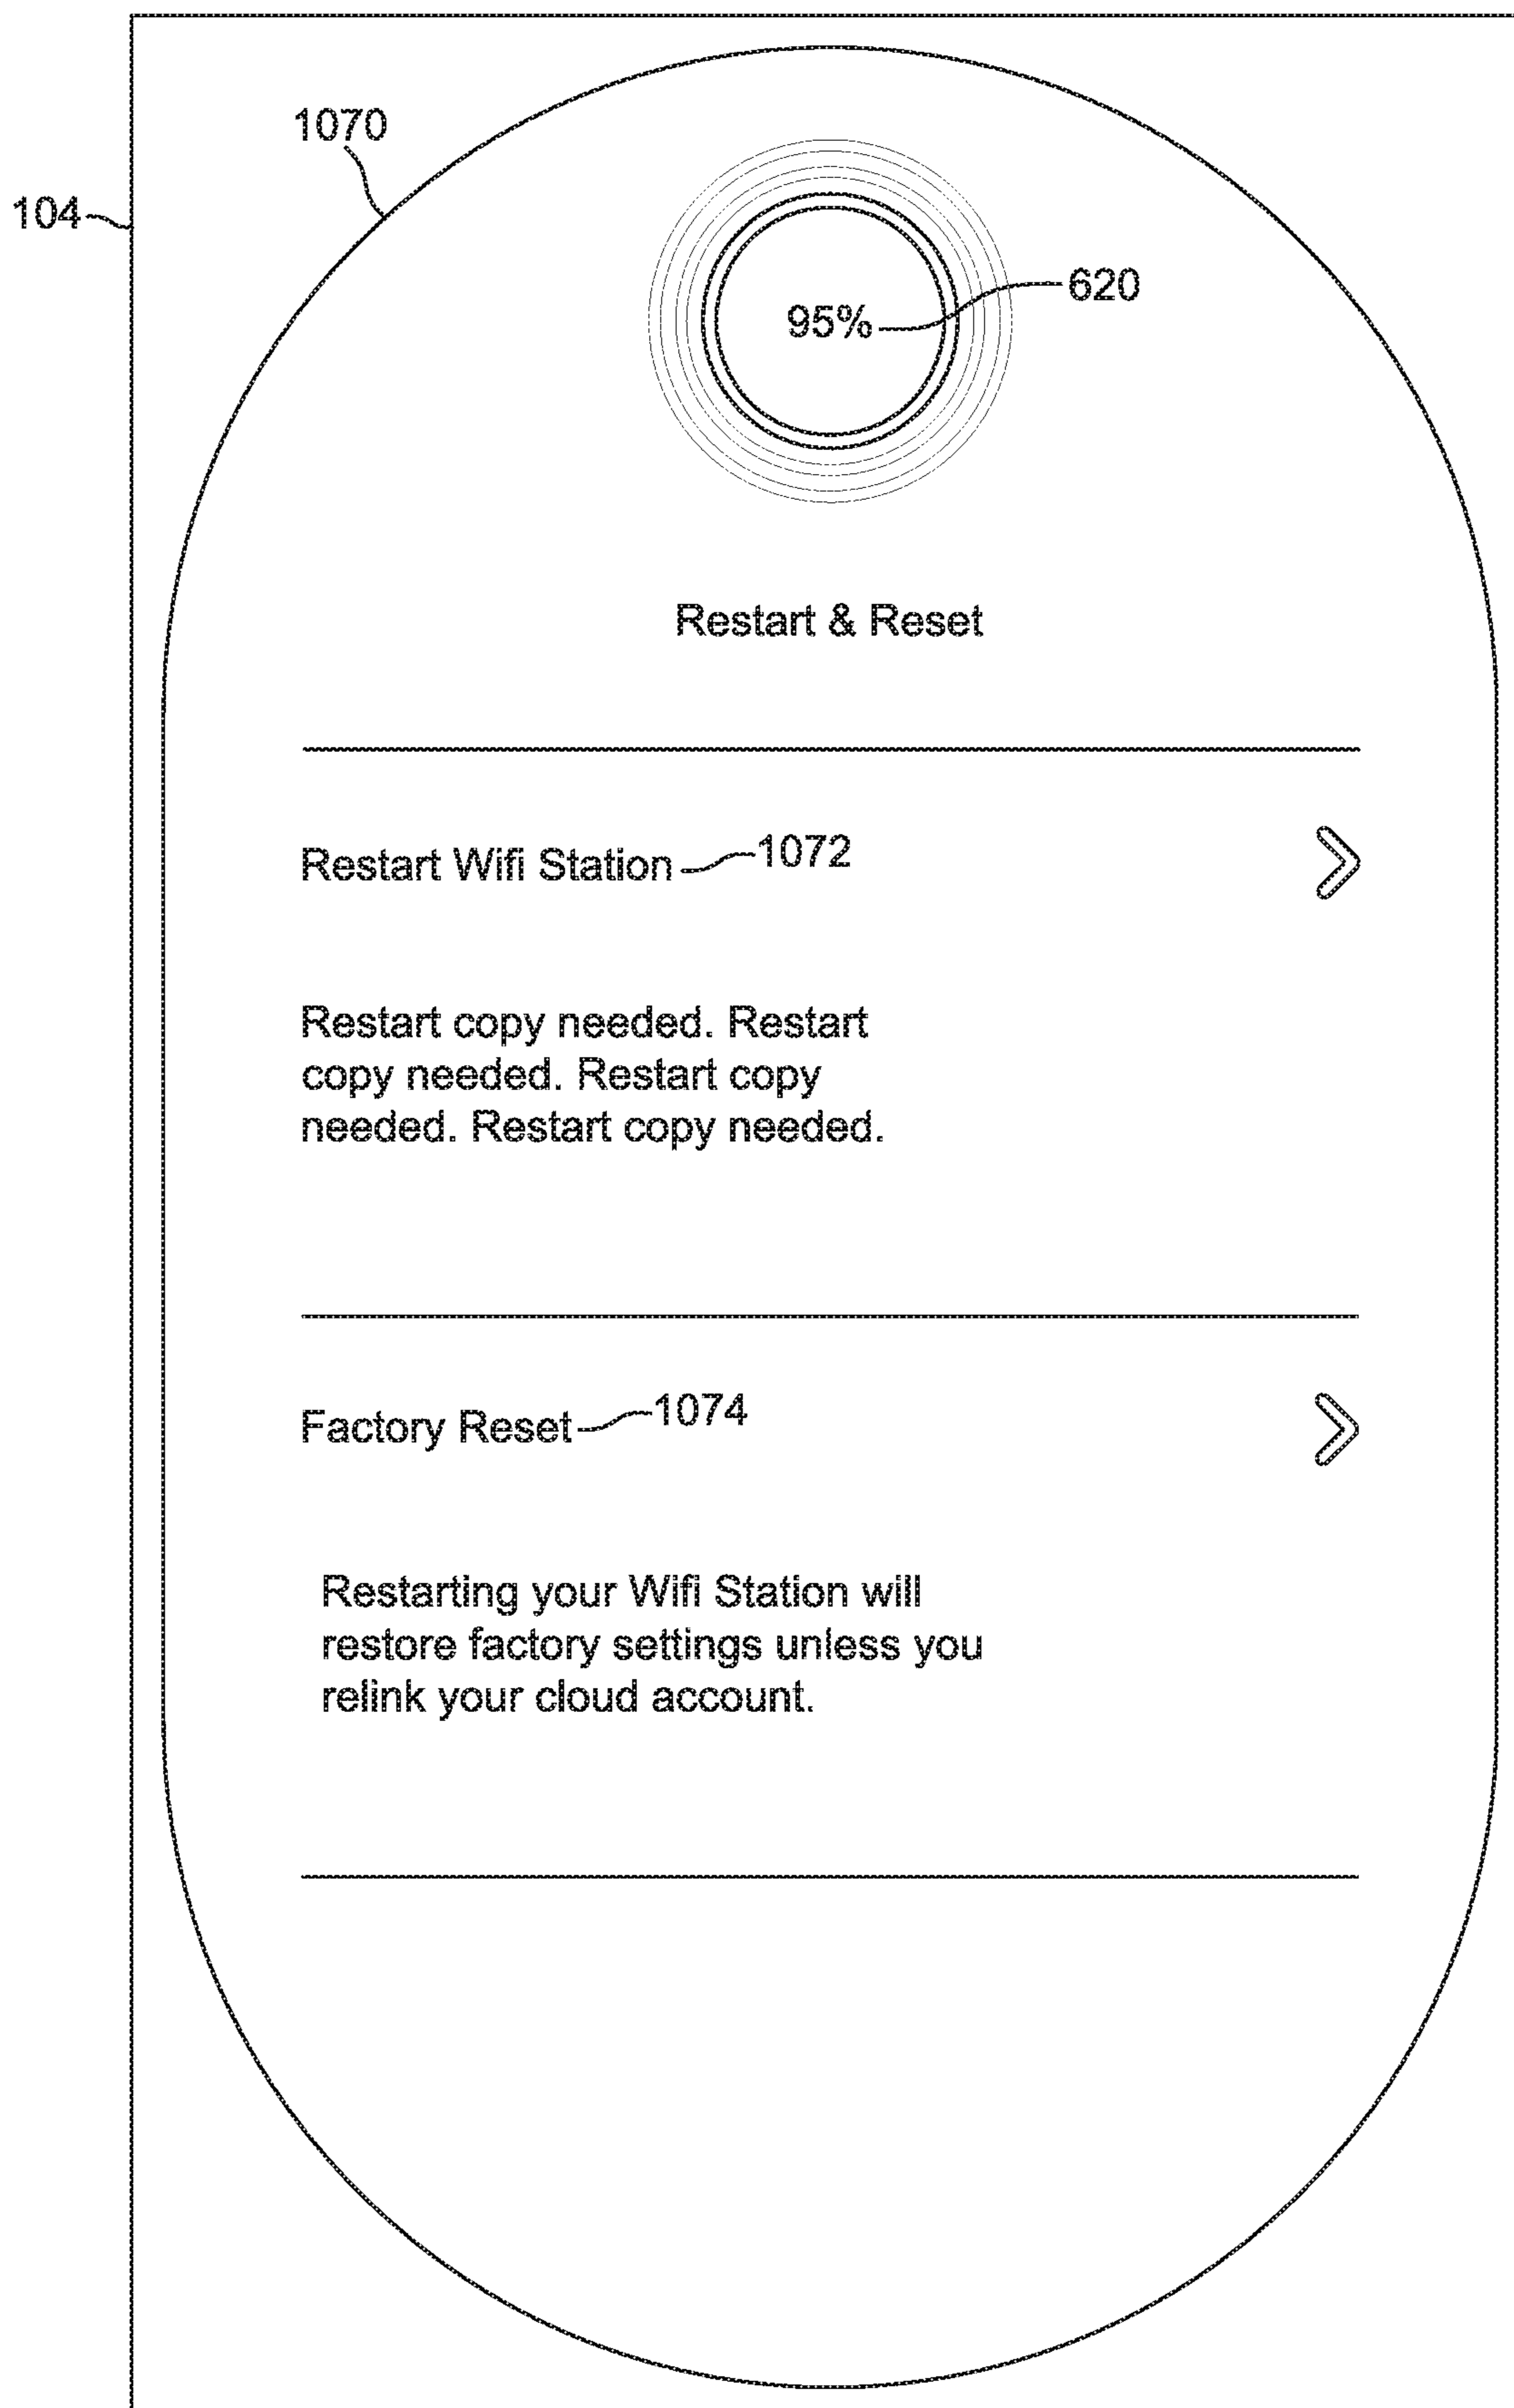 1070
104
620
95%
Restart & Reset
Restart Wifi Station
1072
Restart copy needed. Restart
copy needed. Restart copy
needed. Restart copy needed.
Factory Reset
1074
Restarting your Wifi Station will
restore factory settings unless you
relink your cloud account.